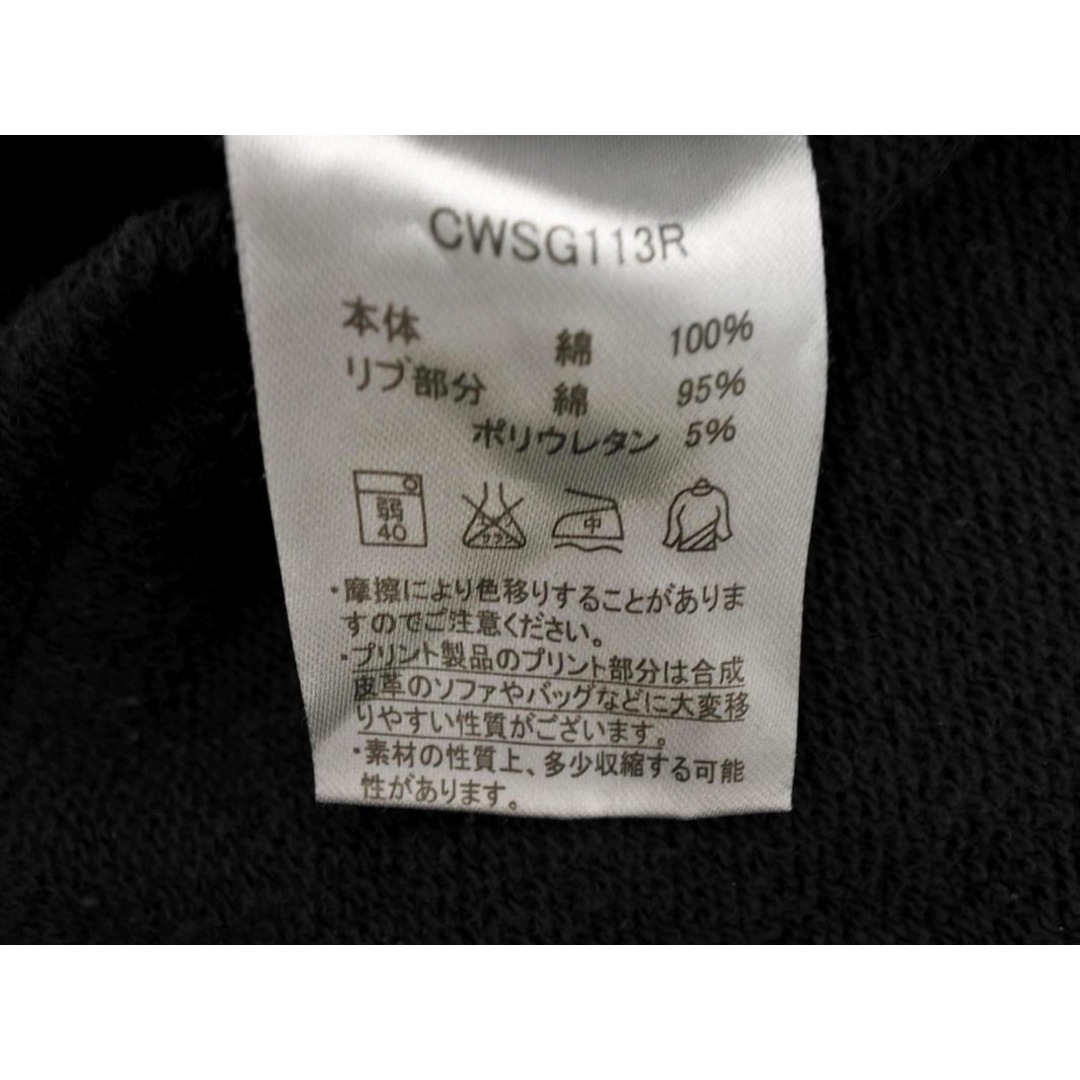 CWSG113R
本体 綿 100%
リブ部分 綿 95%
ポリウレタン 5%
弱 中
40
・摩擦により色移りすることがありま
すのでご注意ください。
・プリント製品のプリント部分は合成
皮革のソファやバッグなどに大変移
りやすい性質がございます。
・素材の性質上、多少収縮する可能
性があります。